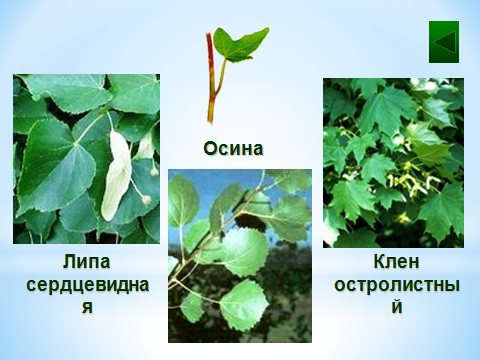 Осина
Липа
сердцевидна
я
Клен
остролистны
й